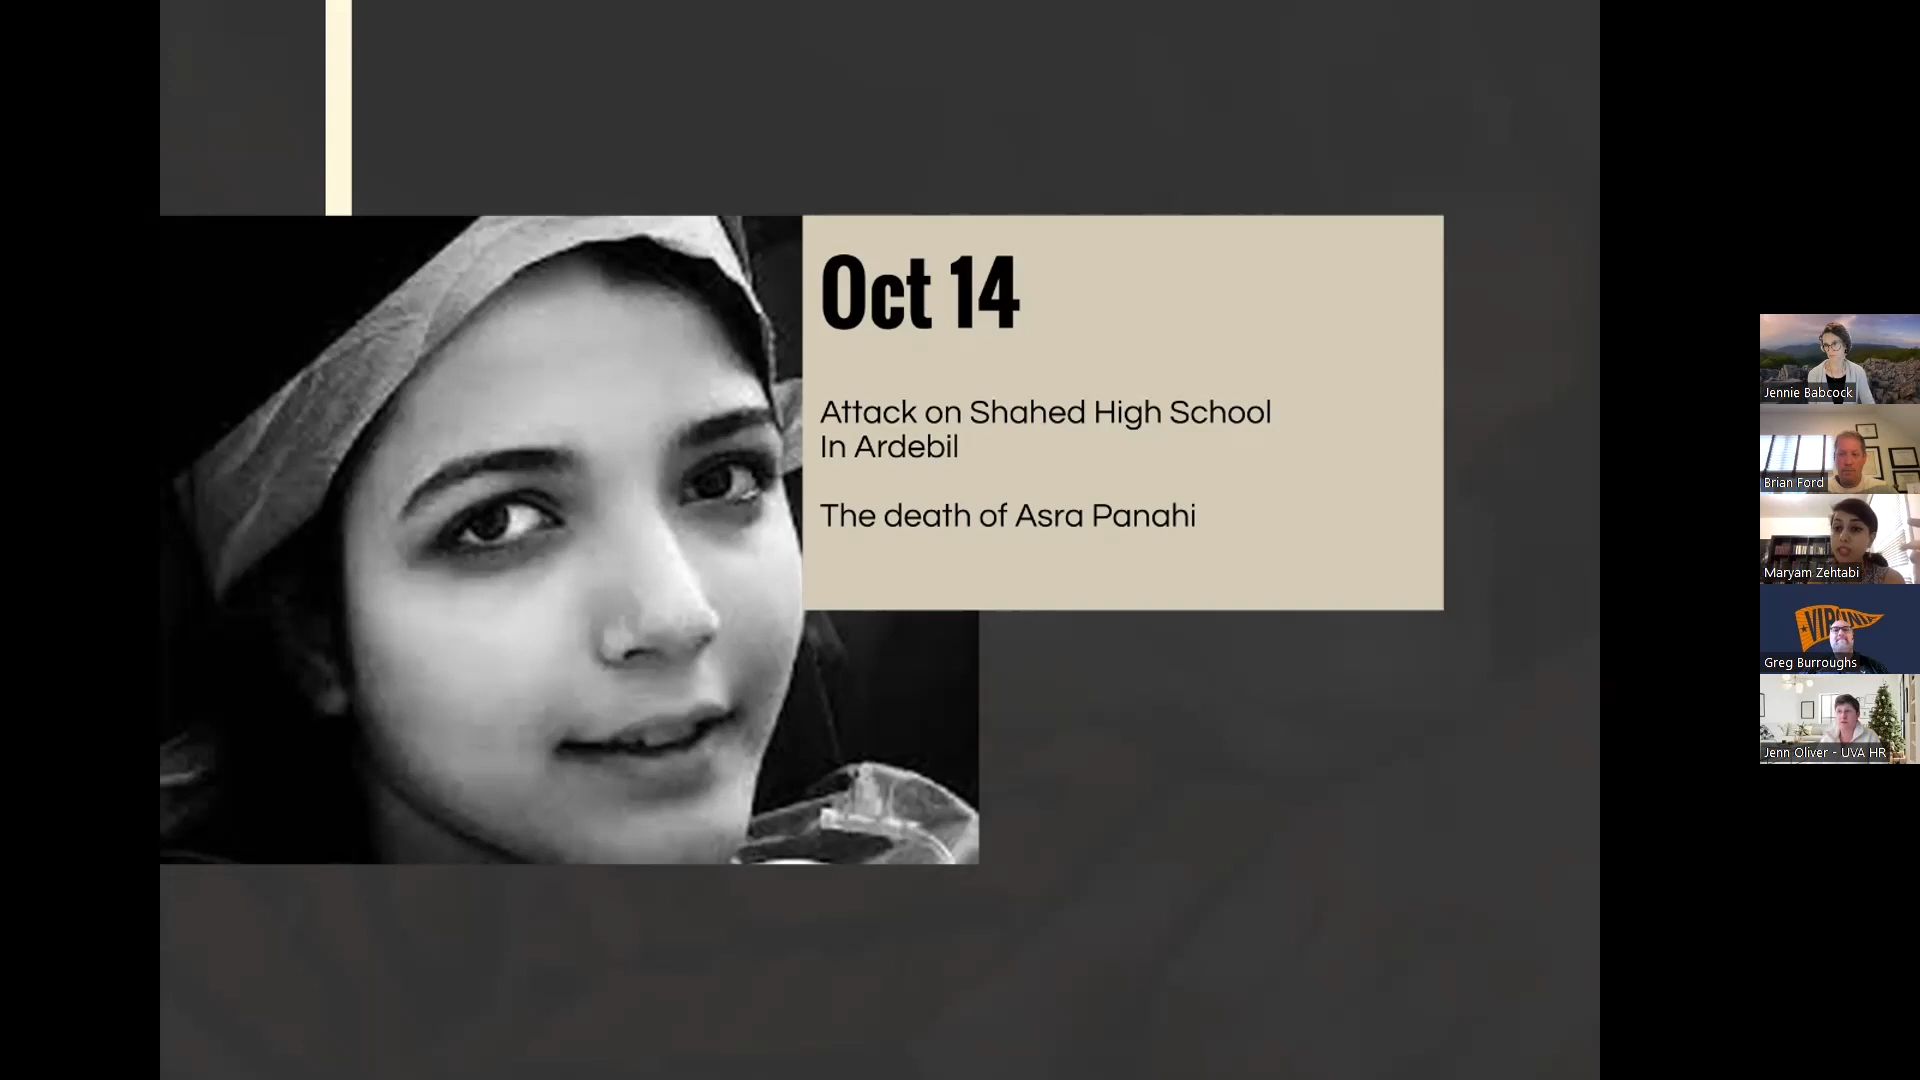 Oct 14
Attack on Shahed High School
In Ardebil
The death of Asra Panahi
Jennie Babcock
Brian Ford
Maryam Zehtabi
VIRGINIA
Greg Burroughs
Jenn Oliver - UVA HR